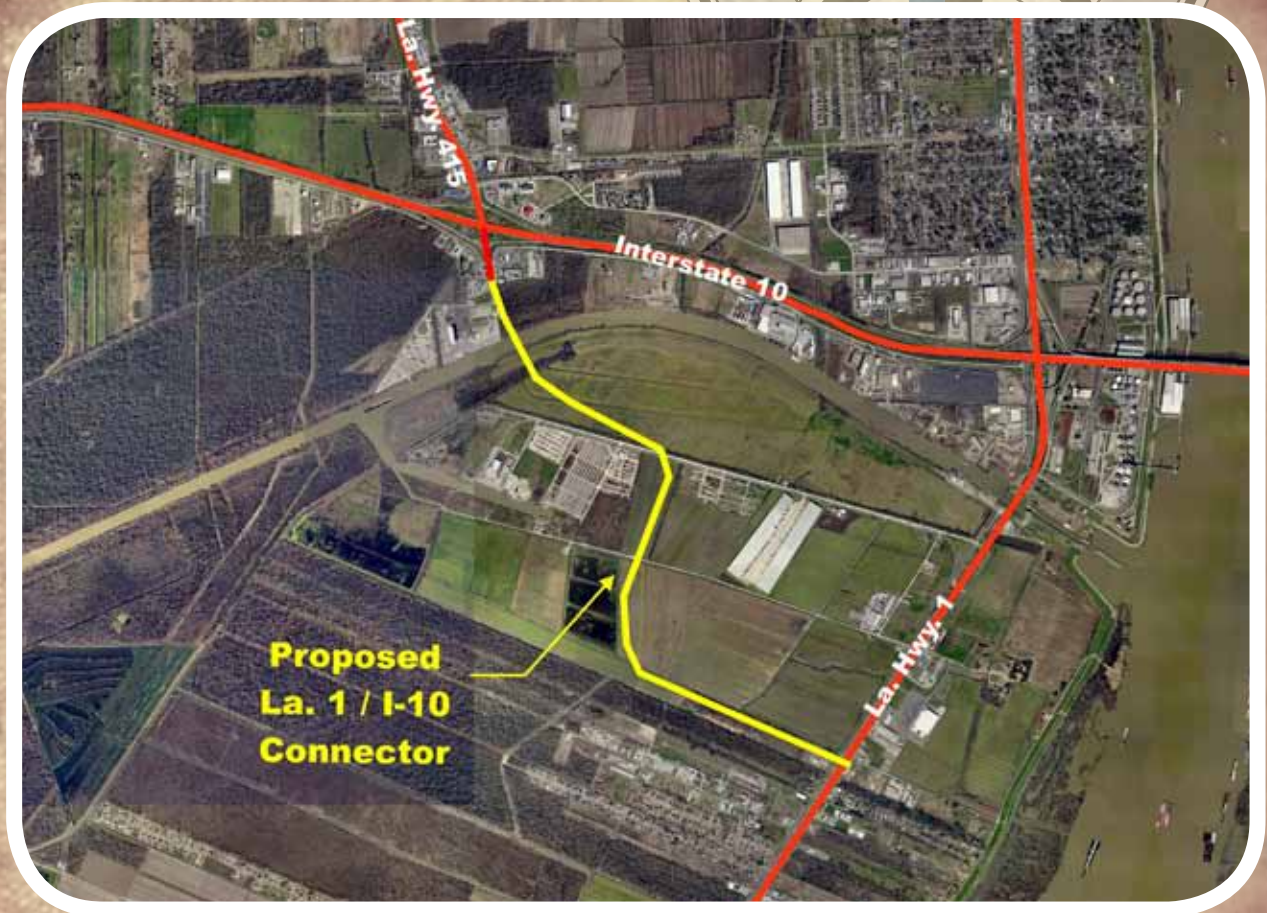 La. Hwy. 415
Interstate 10
La. Hwy. 1
Proposed
La. 1 / I-10
Connector